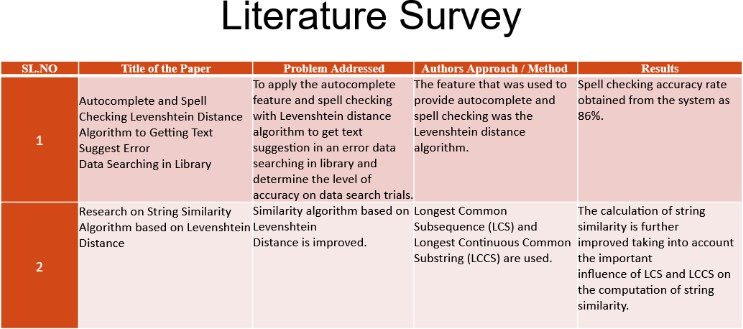 Literature Survey
SL.NO Title of the Paper Problem Addressed Authors Approach / Method Results
1
Autocomplete and Spell
Checking Levenshtein Distance
Algorithm to Getting Text
Suggest Error
Data Searching in Library
To apply the autocomplete
feature and spell checking
with Levenshtein distance
algorithm to get text
suggestion in an error data
searching in library and
determine the level of
accuracy on data search trials.
The feature that was used to
provide autocomplete and
spell checking was the
Levenshtein distance
algorithm.
Spell checking accuracy rate
obtained from the system as
86%.
2
Research on String Similarity
Algorithm based on Levenshtein
Distance
Similarity algorithm based on
Levenshtein
Distance is improved.
Longest Common
Subsequence (LCS) and
Longest Continuous Common
Substring (LCCS) are used.
The calculation of string
similarity is further
improved taking into account
the important
influence of LCS and LCCS on
the computation of string
similarity.